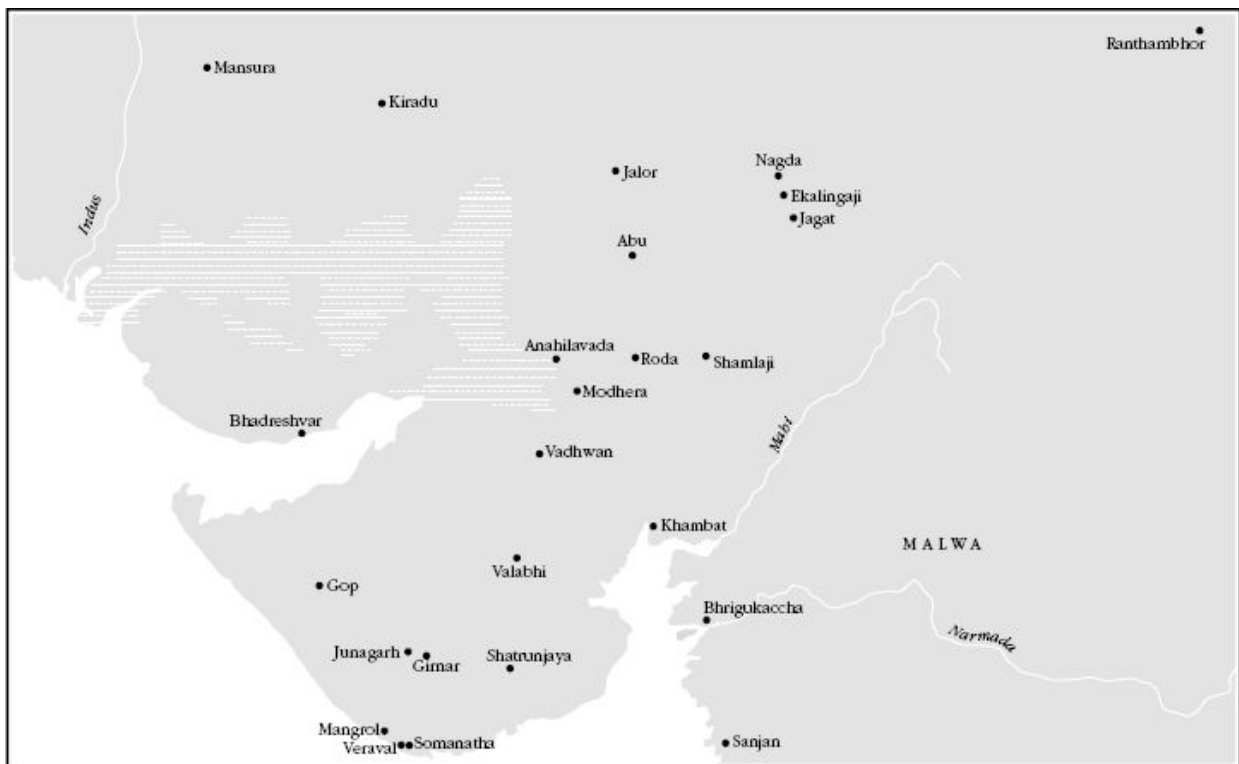 Ranthambhor
Mansura
Kiradu
Nagda
Jalor
Ekalingaji
Indus
Jagat
Abu
Anahilavada
Roda
Shamlaji
Modhera
Bhadreshvar
Mahi
Vadhwan
Khambat
MALWA
Valabhi
Gop
Bhrigukaccha
Narmada
Junagarh
Girnar
Shatrunjaya
Mangrol
Veraval
Somanatha
Sanjan